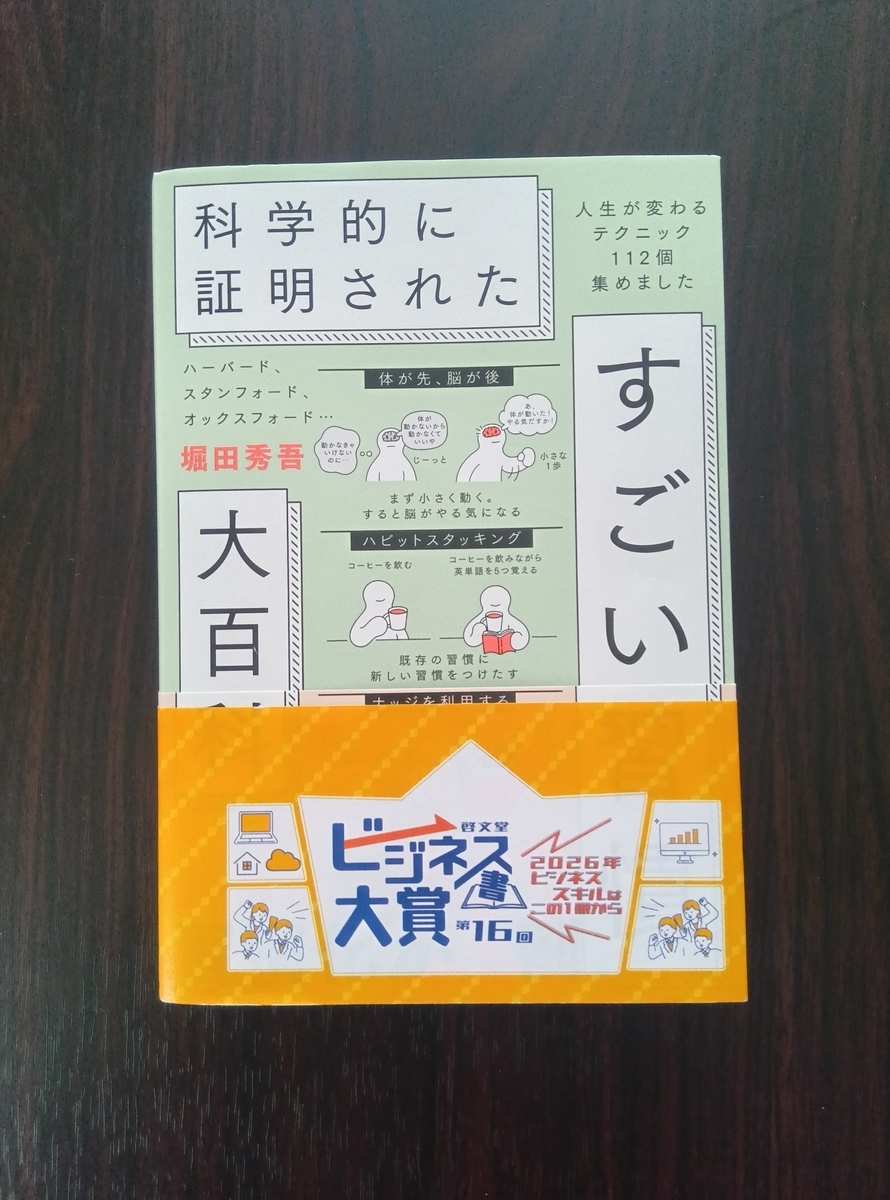 科学的に
証明された
人生が変わる
テクニック
112個
集めました
すごい
ハーバード、
スタンフォード、
オックスフォード…
堀田秀吾
大百
体が先、脳が後
動かなきゃ
いけない
のに…
体が
動かないから
動かなくて
いいや
じーっと
あ、
体が動いた!
やる気だすか!
小さな
1歩
まず小さく動く。
すると脳がやる気になる
ハビットスタッキング
コーヒーを飲む
コーヒーを飲みながら
英単語を5つ覚える
既存の習慣に
新しい習慣をつけたす
ナッジを利用する
啓文堂
ビジネス書
大賞
第16回
2026年
ビジネス
スキルは
この1冊から